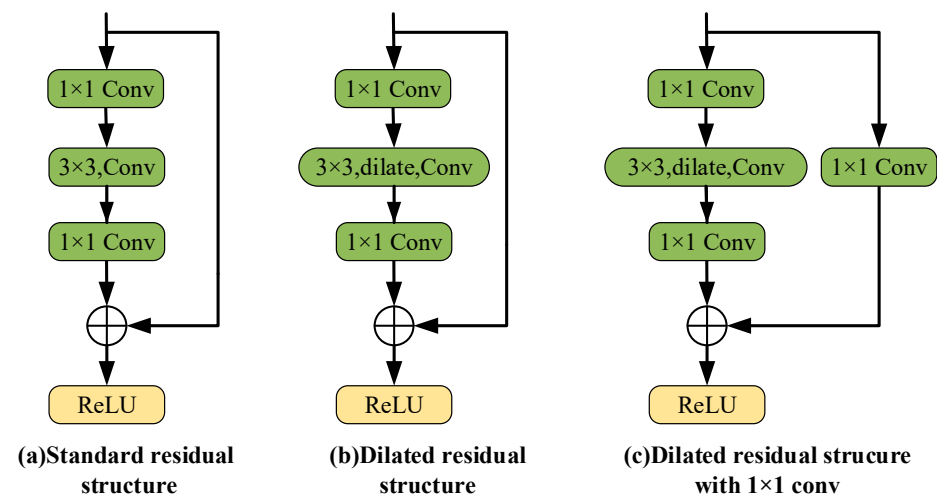 1×1 Conv
3×3,Conv
1×1 Conv
ReLU
(a)Standard residual
structure
1×1 Conv
3×3,dilate,Conv
1×1 Conv
ReLU
(b)Dilated residual
structure
1×1 Conv
3×3,dilate,Conv
1×1 Conv
1×1 Conv
ReLU
(c)Dilated residual strucure
with 1×1 conv